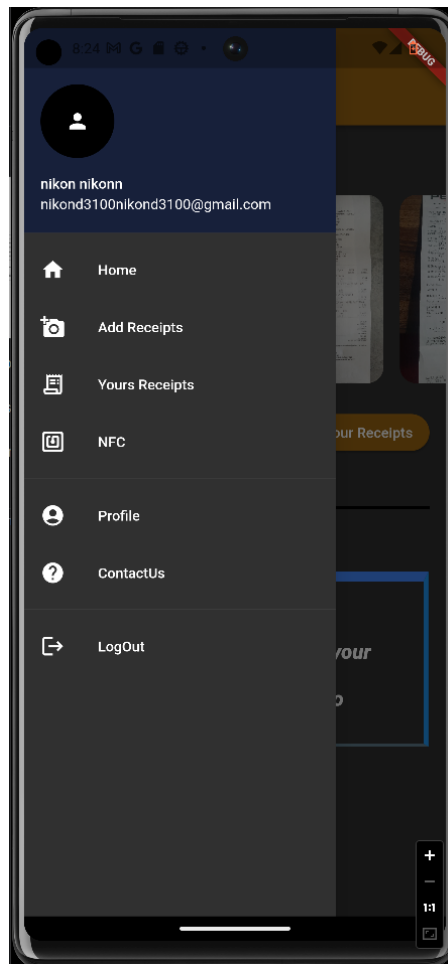 8:24
DEBUG
nikon nikonn
nikond3100nikond3100@gmail.com
Home
Add Receipts
Yours Receipts
our Receipts
NFC
Profile
ContactUs
LogOut
your
1:1